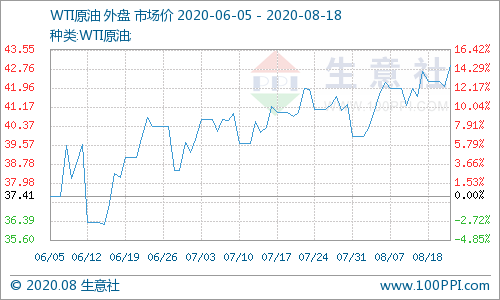 WTI原油 外盘 市场价 2020-06-05 - 2020-08-18
种类:WTI原油
43.55 16.42%
42.76 14.29%
41.96 12.17%
41.17 10.04%
40.37 7.91%
39.57 5.79%
38.78 3.66%
37.98 1.53%
37.41 0.00%
36.39 -2.72%
35.60 -4.85%
生意社
PPI
100PPI.com
06/05 06/12 06/19 06/26 07/03 07/10 07/17 07/24 07/31 08/07 08/18
© 2020.08 生意社 www.100PPI.com